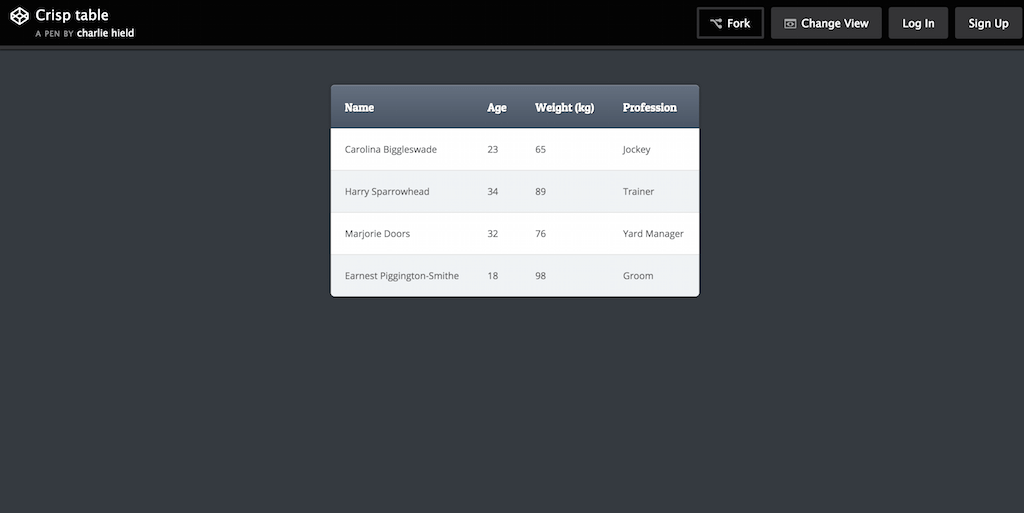 Crisp table
A PEN BY charlie hield
Fork
Change View
Log In
Sign Up
Name Age Weight (kg) Profession
Carolina Biggleswade 23 65 Jockey
Harry Sparrowhead 34 89 Trainer
Marjorie Doors 32 76 Yard Manager
Earnest Piggington-Smithe 18 98 Groom